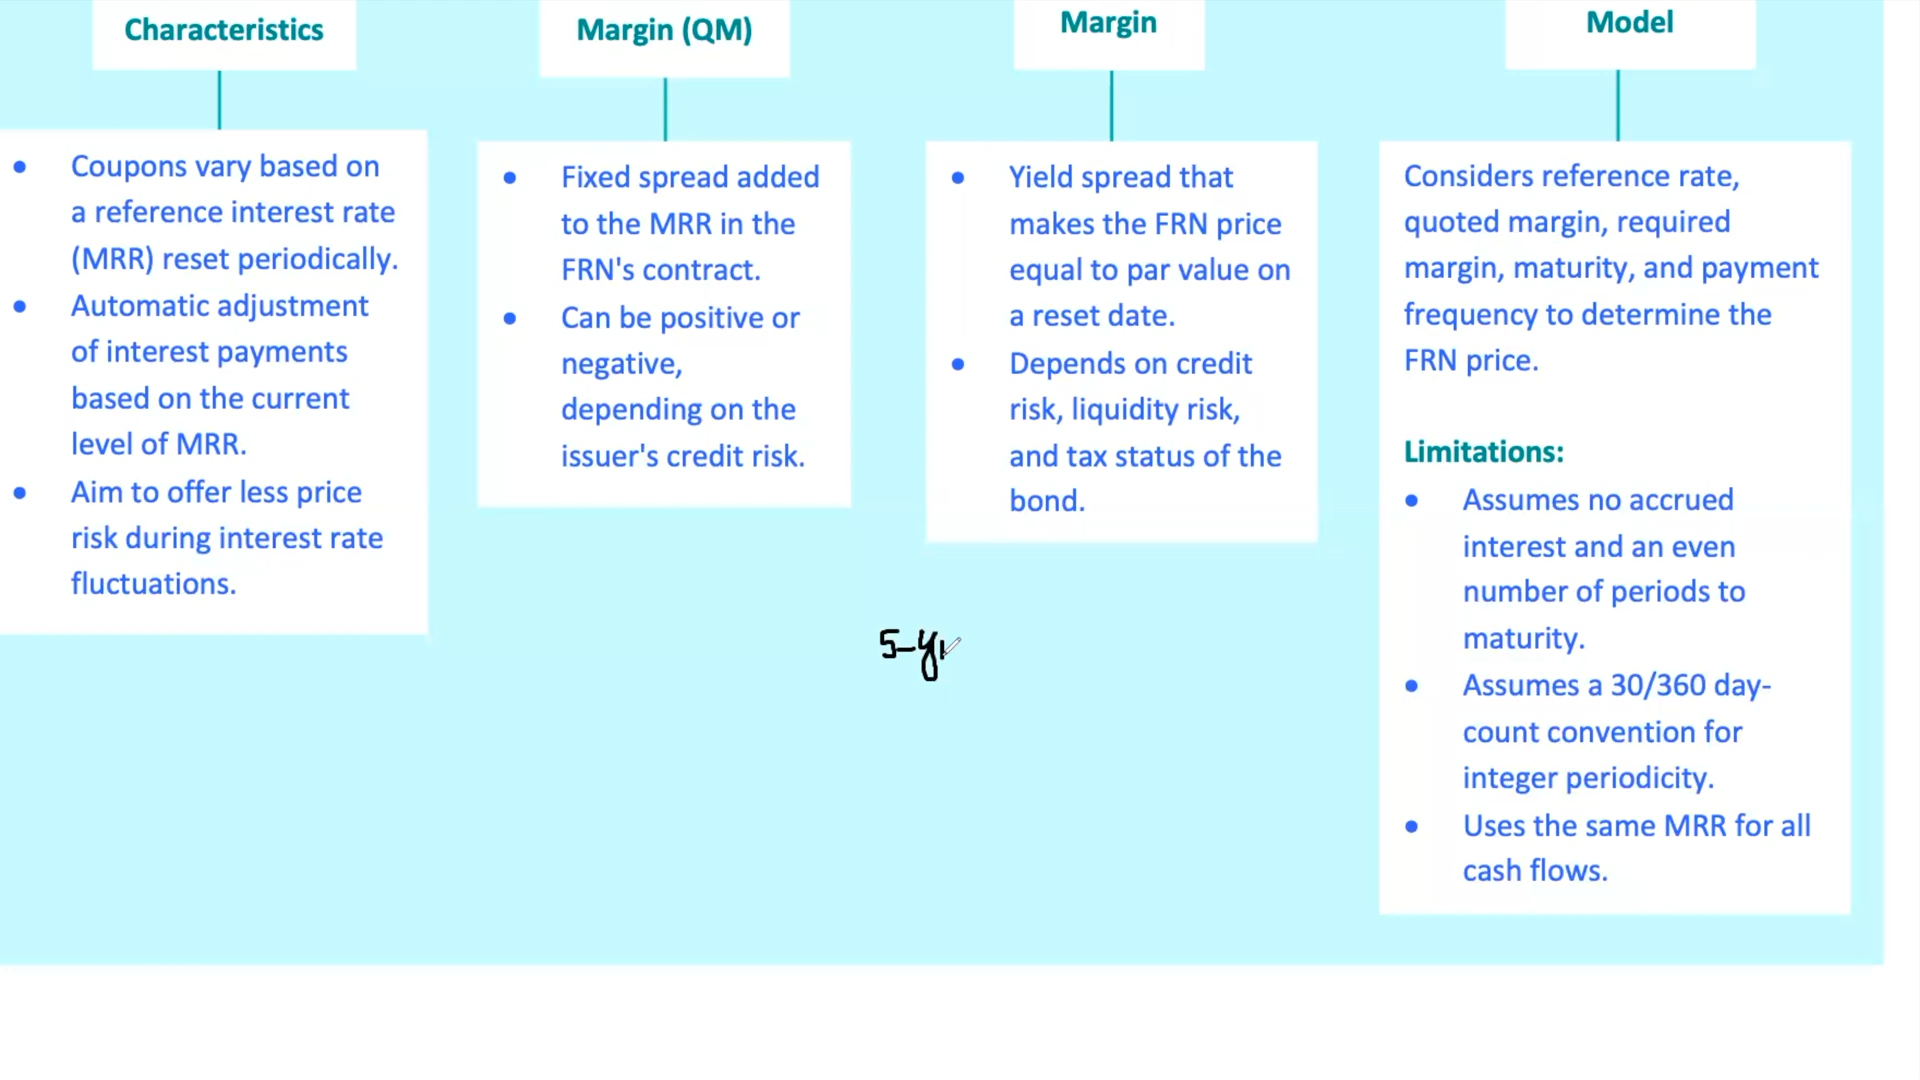 Characteristics
Margin (QM)
Margin
Model
• Coupons vary based on
a reference interest rate
(MRR) reset periodically.
• Automatic adjustment
of interest payments
based on the current
level of MRR.
• Aim to offer less price
risk during interest rate
fluctuations.
• Fixed spread added
to the MRR in the
FRN's contract.
• Can be positive or
negative,
depending on the
issuer's credit risk.
• Yield spread that
makes the FRN price
equal to par value on
a reset date.
• Depends on credit
risk, liquidity risk,
and tax status of the
bond.
Considers reference rate,
quoted margin, required
margin, maturity, and payment
frequency to determine the
FRN price.
Limitations:
• Assumes no accrued
interest and an even
number of periods to
maturity.
• Assumes a 30/360 day-
count convention for
integer periodicity.
• Uses the same MRR for all
cash flows.
5-yr